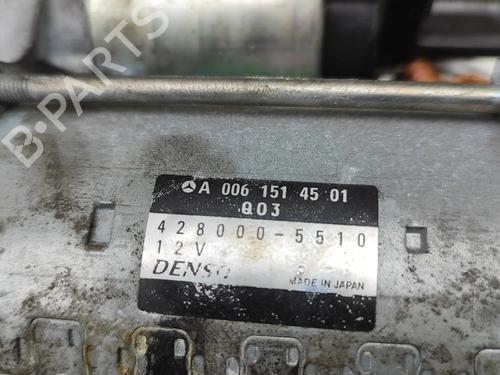 B-PARTS
A 006 151 45 01
Q03
428000-5510
12V
DENSO
MADE IN JAPAN